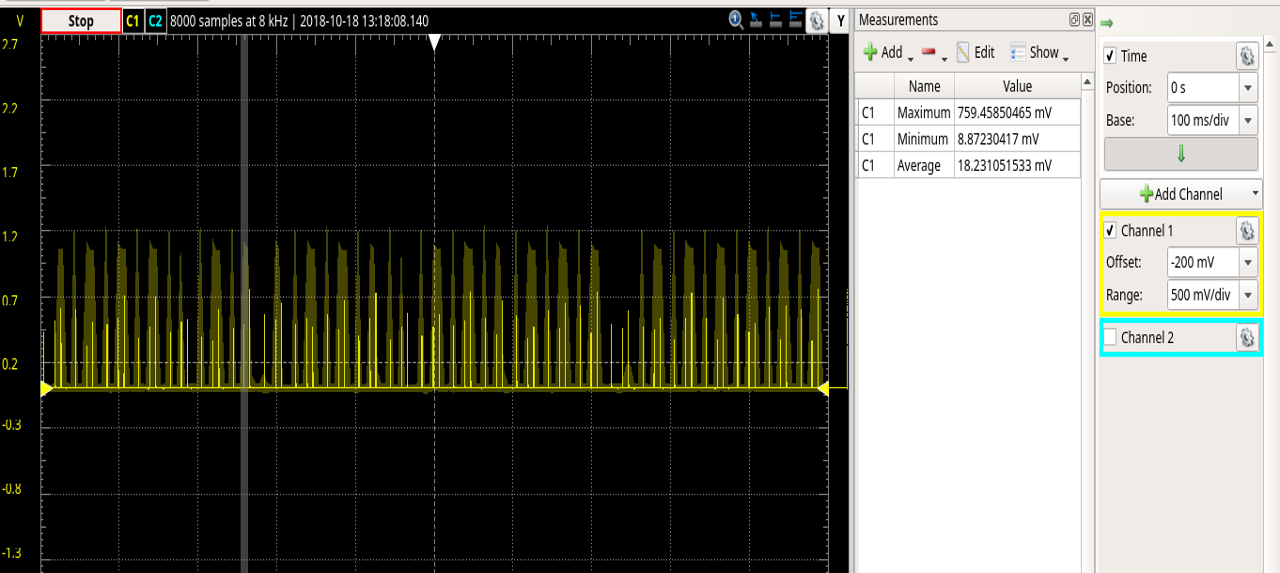 V Stop C1 C2 8000 samples at 8 kHz | 2018-10-18 13:18:08.140 Y
2.7
2.2
1.7
1.2
0.7
0.2
-0.3
-0.8
-1.3
Measurements
Add Edit Show
Name Value
C1 Maximum 759.45850465 mV
C1 Minimum 8.87230417 mV
C1 Average 18.231051533 mV
Time
Position: 0 s
Base: 100 ms/div
Add Channel
Channel 1
Offset: -200 mV
Range: 500 mV/div
Channel 2